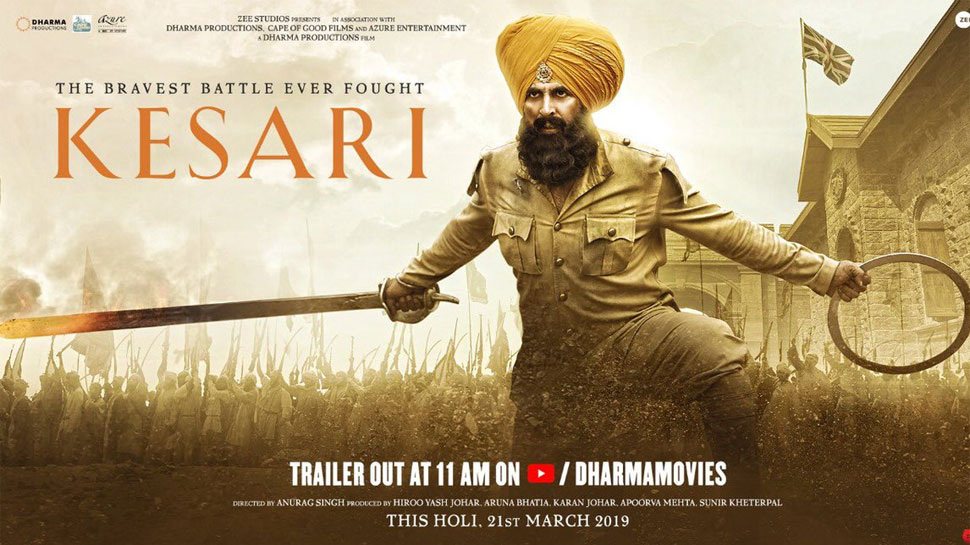 DHARMA
PRODUCTIONS
azure
ZEE STUDIOS PRESENTS IN ASSOCIATION WITH
DHARMA PRODUCTIONS, CAPE OF GOOD FILMS AND AZURE ENTERTAINMENT
A DHARMA PRODUCTIONS FILM
ZEE
THE BRAVEST BATTLE EVER FOUGHT
KESARI
TRAILER OUT AT 11 AM ON / DHARMAMOVIES
DIRECTED BY ANURAG SINGH PRODUCED BY HIROO YASH JOHAR, ARUNA BHATIA, KARAN JOHAR, APOORVA MEHTA, SUNIR KHETERPAL
THIS HOLI, 21ST MARCH 2019